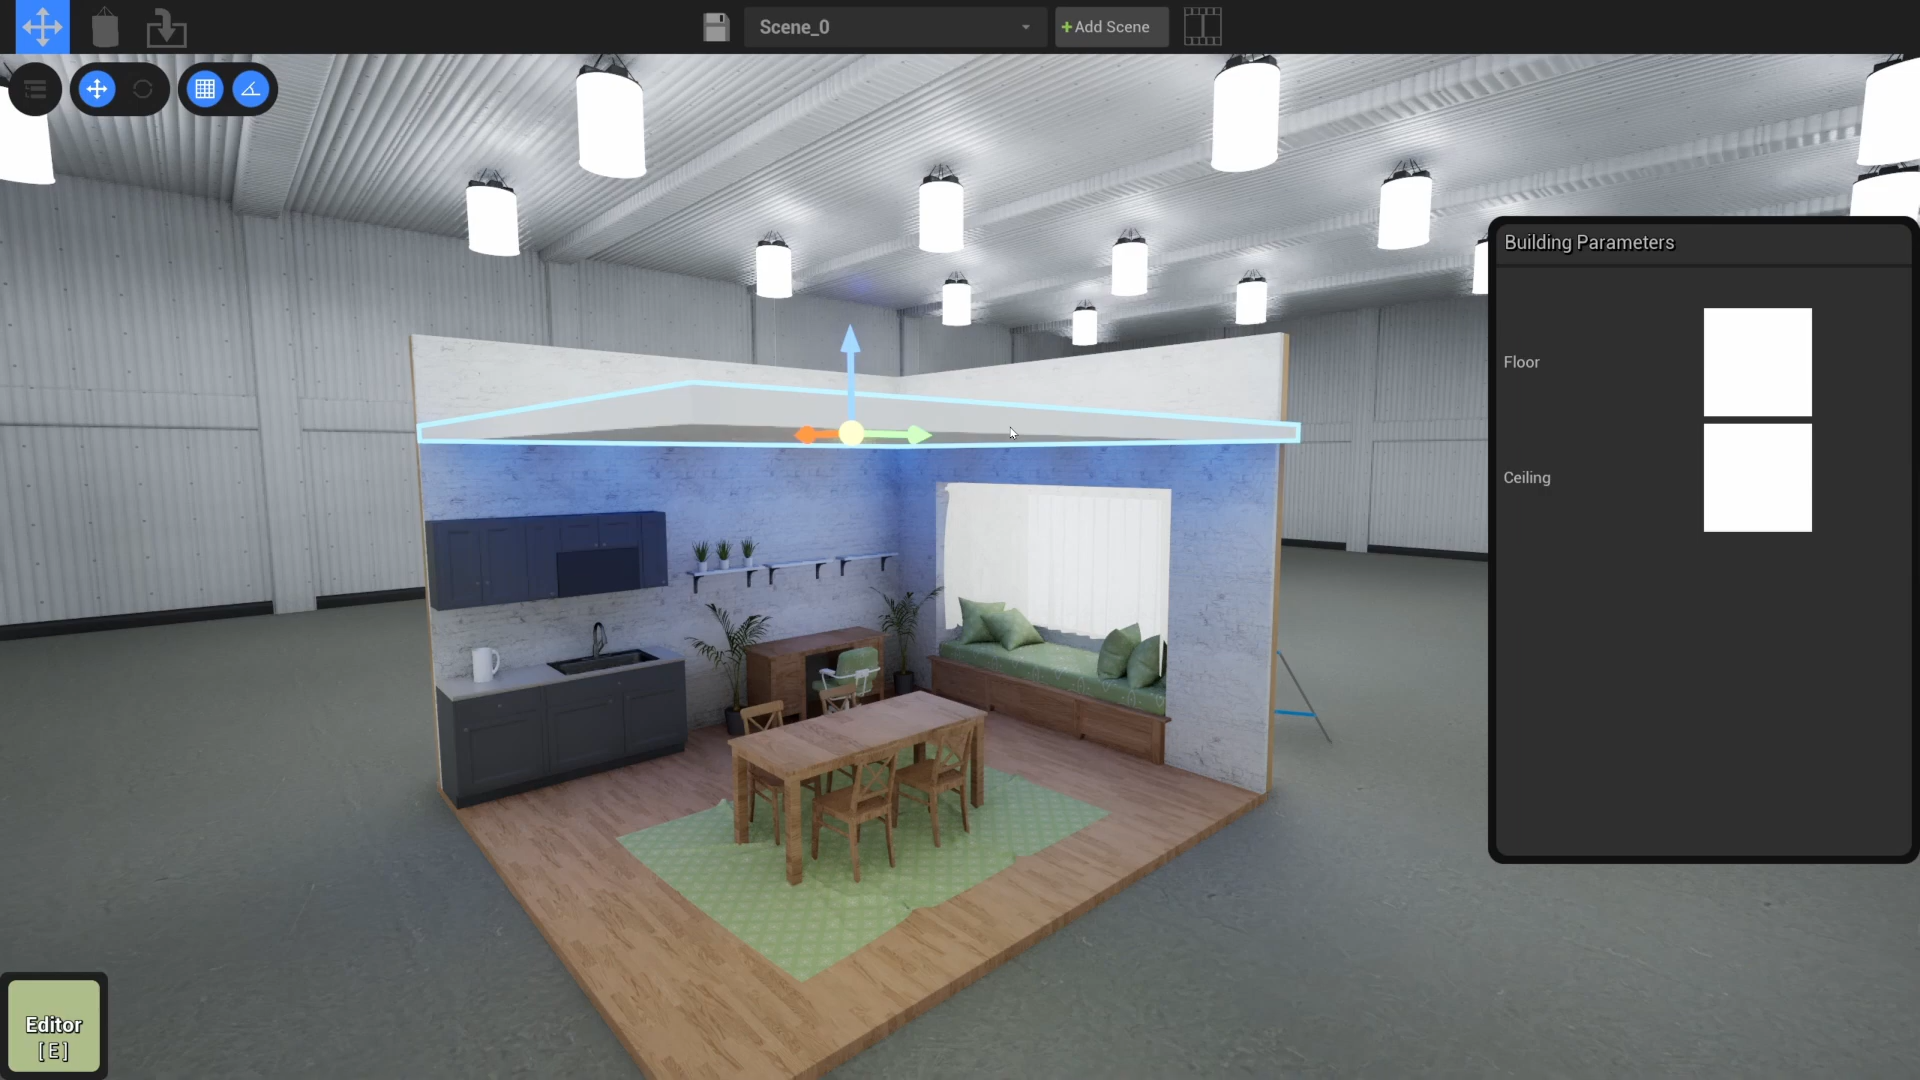 Scene_0
+Add Scene
Building Parameters
Floor
Ceiling
Editor
[E]